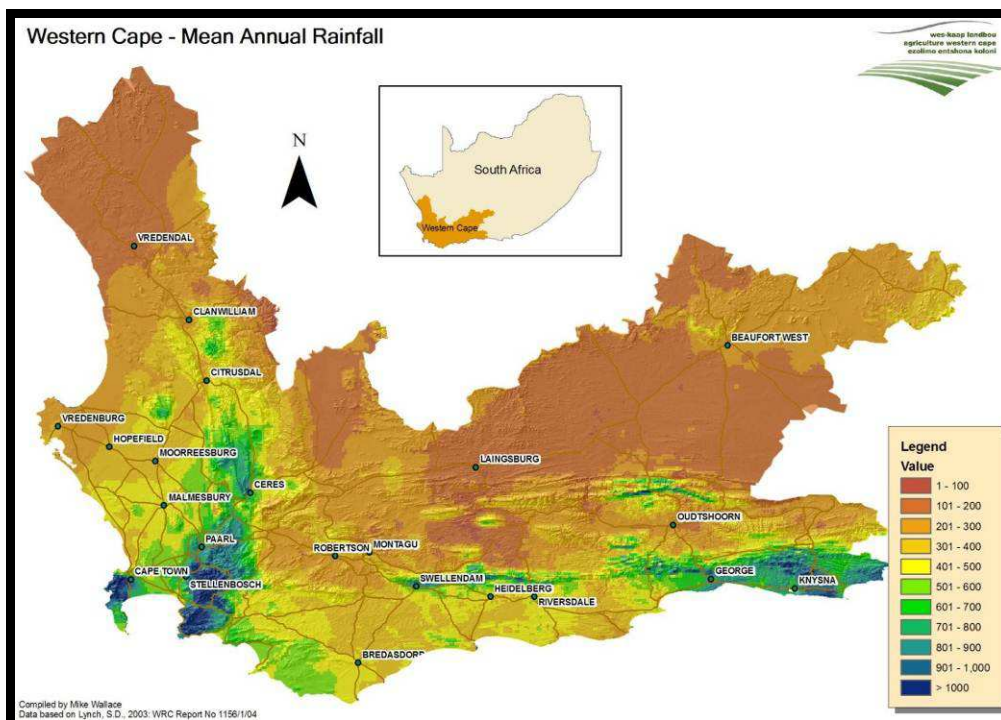 Western Cape - Mean Annual Rainfall
wes-kaap landbou
agriculture western cape
ezolimo entshona koloni
N
South Africa
Western Cape
VREDENDAL
CLANWILLIAM
BEAUFORT WEST
CITRUSDAL
VREDENBURG
HOPEFIELD
MOORREESBURG
LAINGSBURG
CERES
MALMESBURY
OUDTSHOORN
PAARL
ROBERTSON
MONTAGU
CAPE TOWN
STELLENBOSCH
SWELLENDAM
GEORGE
KNYSNA
HEIDELBERG
RIVERSDALE
BREDASDORP
Legend
Value
1 - 100
101 - 200
201 - 300
301 - 400
401 - 500
501 - 600
601 - 700
701 - 800
801 - 900
901 - 1,000
> 1000
Compiled by Mike Wallace
Data based on Lynch, S.D., 2003: WRC Report No 1156/1/04